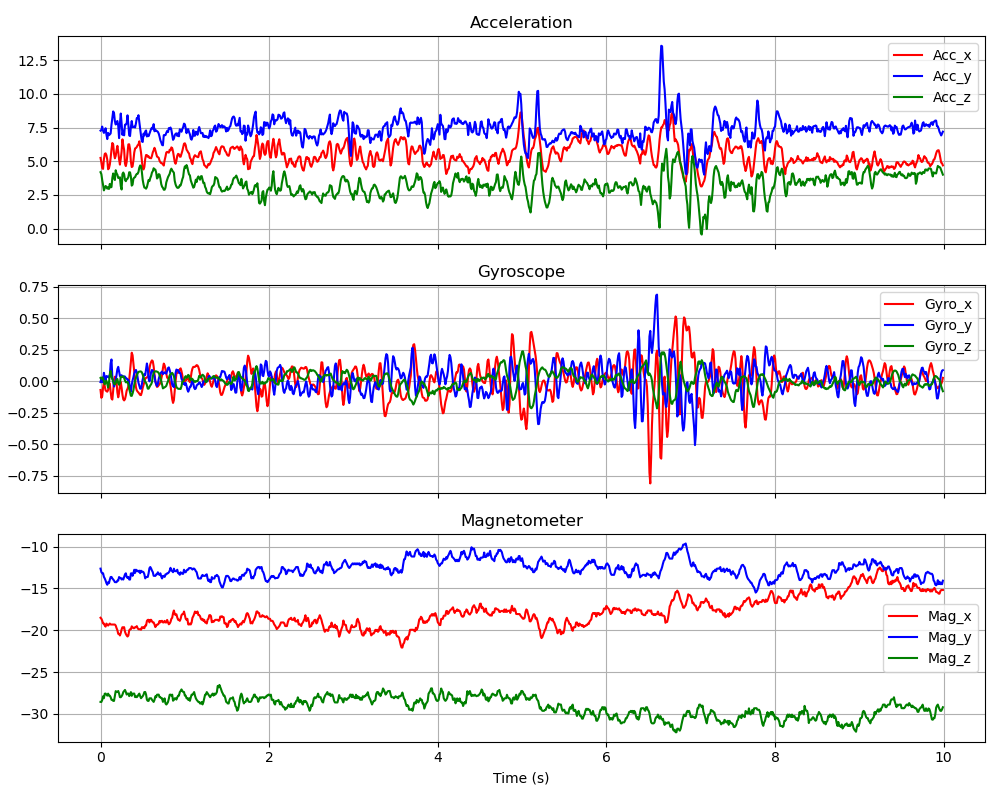 Acceleration
12.5
10.0
7.5
5.0
2.5
0.0
Acc_x
Acc_y
Acc_z
Gyroscope
0.75
0.50
0.25
0.00
−0.25
−0.50
−0.75
Gyro_x
Gyro_y
Gyro_z
Magnetometer
−10
−15
−20
−25
−30
Mag_x
Mag_y
Mag_z
0 2 4 6 8 10
Time (s)